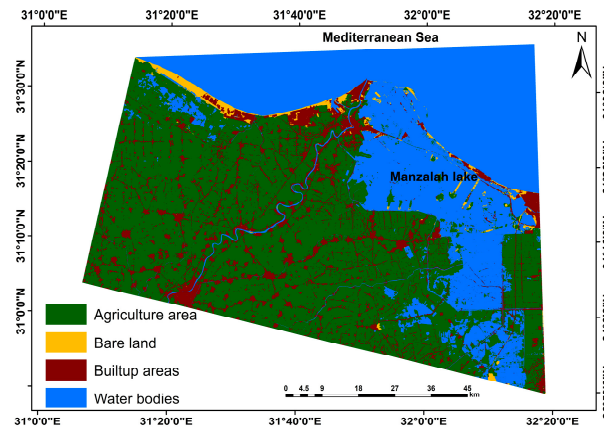 31°0'0"E 31°20'0"E 31°40'0"E 32°0'0"E 32°20'0"E
Mediterranean Sea
N
31°30'0"N
31°20'0"N
Manzalah lake
31°10'0"N
31°0'0"N
Agriculture area
Bare land
Builtup areas
Water bodies
0 4.5 9 18 27 36 45
km
31°0'0"E 31°20'0"E 31°40'0"E 32°0'0"E 32°20'0"E